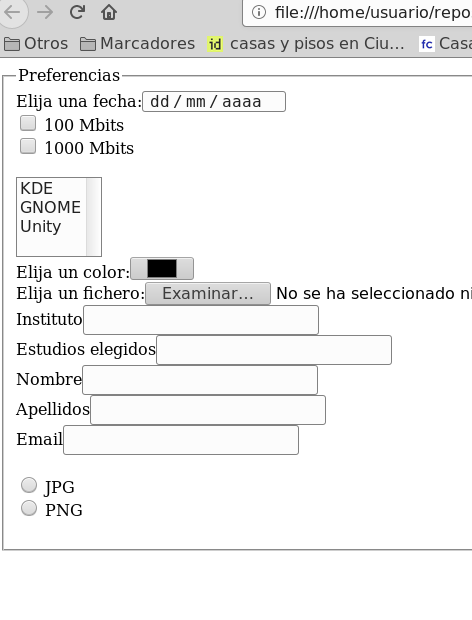 file:///home/usuario/repo
Otros Marcadores id casas y pisos en Ciu... fc Casa
Preferencias
Elija una fecha: dd/mm/aaaa
100 Mbits
1000 Mbits
KDE
GNOME
Unity
Elija un color:
Elija un fichero: Examinar... No se ha seleccionado ni
Instituto
Estudios elegidos
Nombre
Apellidos
Email
JPG
PNG